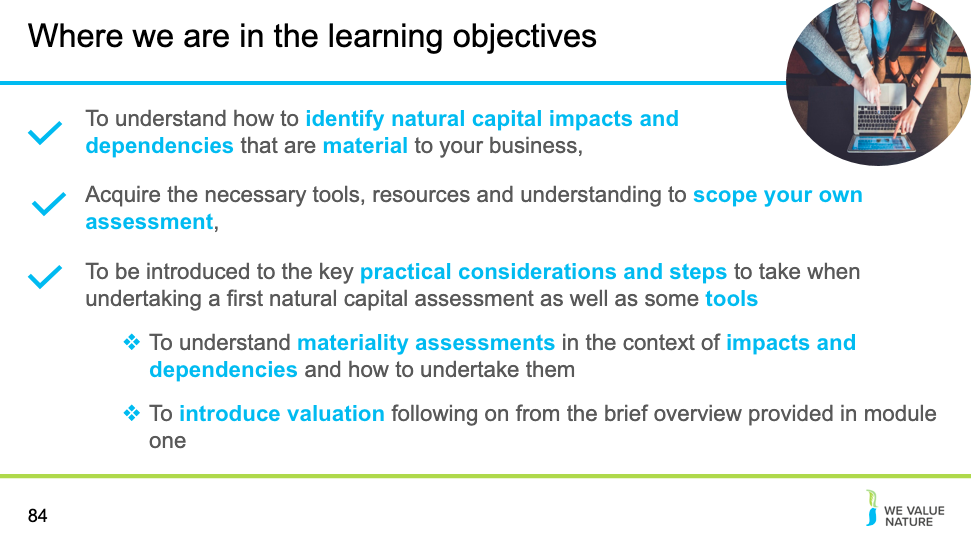 Where we are in the learning objectives
To understand how to identify natural capital impacts and
dependencies that are material to your business,
Acquire the necessary tools, resources and understanding to scope your own
assessment,
To be introduced to the key practical considerations and steps to take when
undertaking a first natural capital assessment as well as some tools
To understand materiality assessments in the context of impacts and
dependencies and how to undertake them
To introduce valuation following on from the brief overview provided in module
one
84
WE VALUE
NATURE